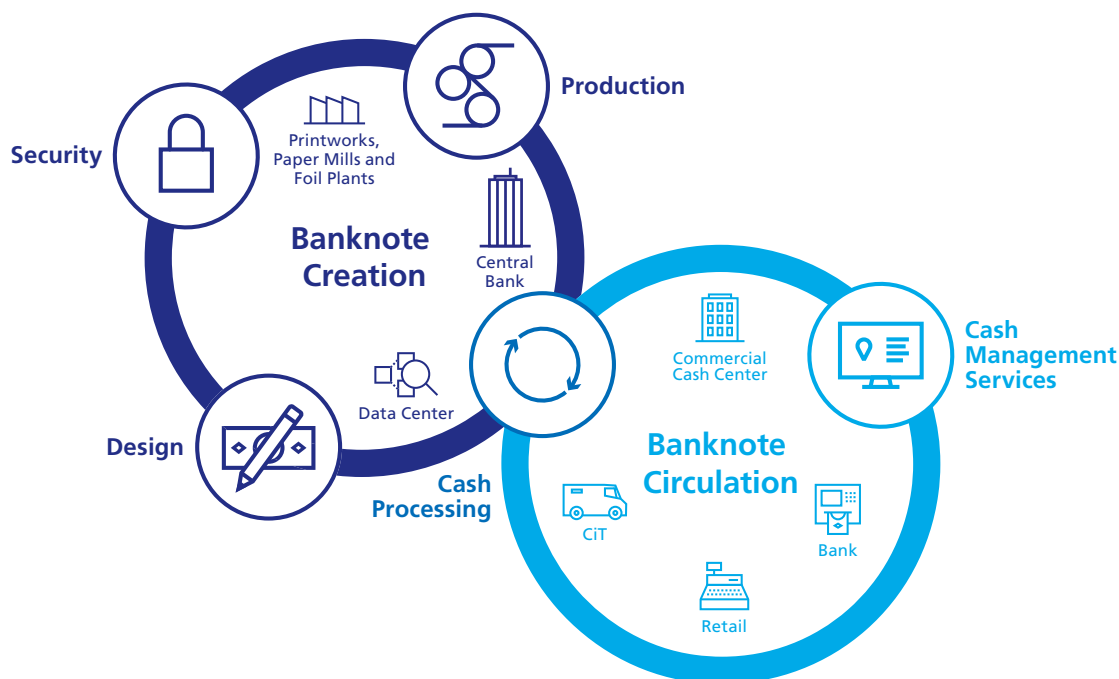 Production
Security
Printworks,
Paper Mills and
Foil Plants
Banknote
Creation
Central
Bank
Data Center
Design
Cash
Processing
Commercial
Cash Center
Cash
Management
Services
Banknote
Circulation
CiT
Bank
Retail